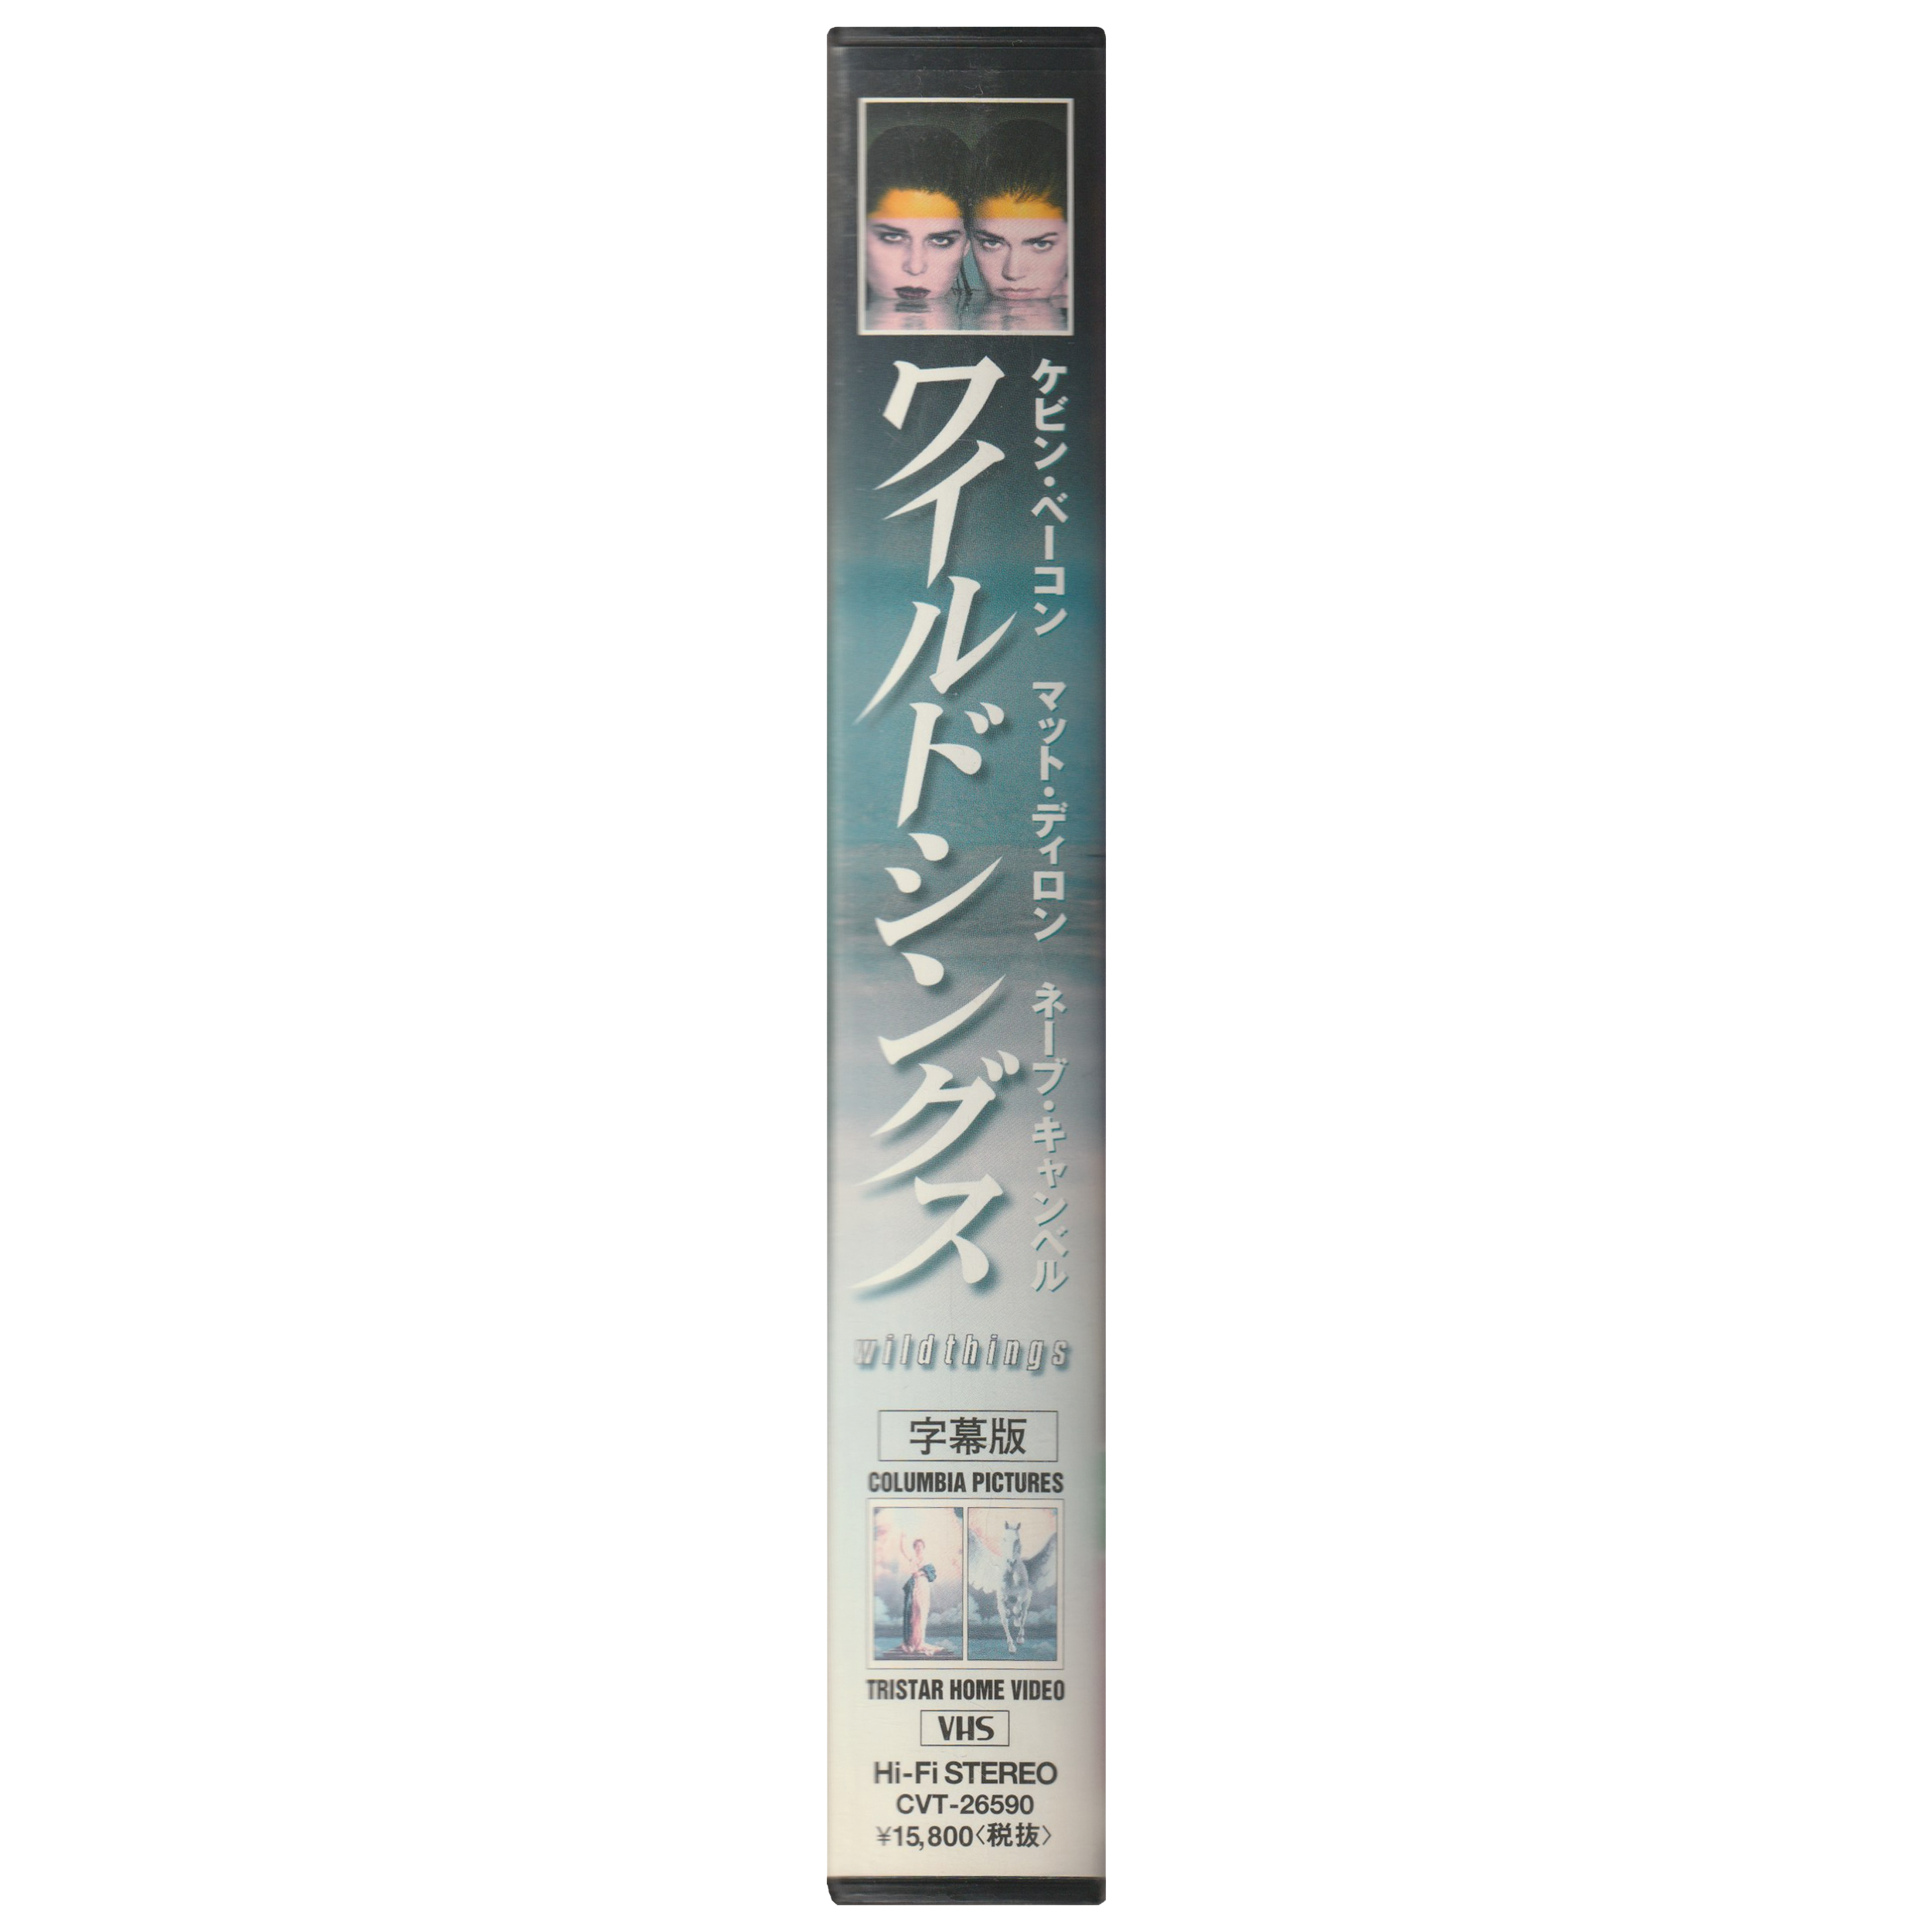 ケビン・ベーコン　マット・ディロン　ネーブ・キャンベル
ワイルドシングス
wildthings
字幕版
COLUMBIA PICTURES
TRISTAR HOME VIDEO
VHS
Hi-Fi STEREO
CVT-26590
¥15,800〈税抜〉